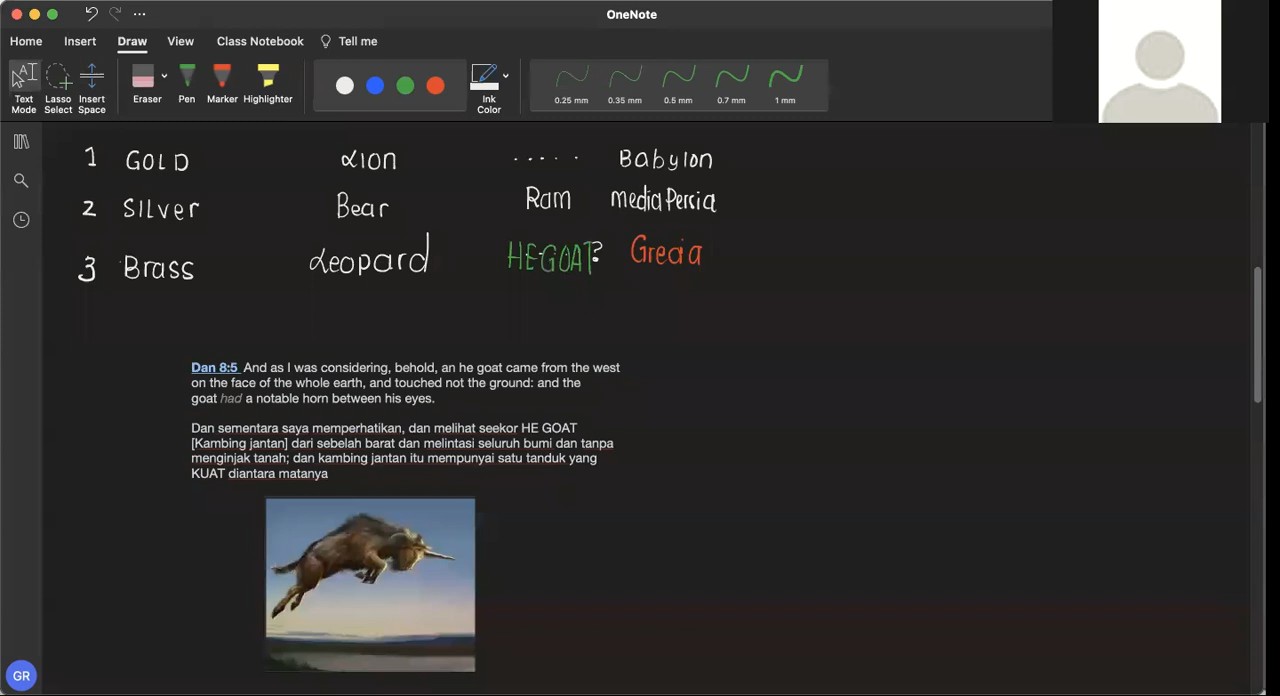 OneNote
Home Insert Draw View Class Notebook Tell me
Text Mode Lasso Select Insert Space Eraser Pen Marker Highlighter Ink Color 0.25 mm 0.35 mm 0.5 mm 0.7 mm 1 mm
1 GOLD Lion ..... Babylon
2 SIlver Bear Ram mediaPercia
3 Brass Leopard HE-GOAT? Grecia
Dan 8:5 And as I was considering, behold, an he goat came from the west
on the face of the whole earth, and touched not the ground: and the
goat had a notable horn between his eyes.
Dan sementara saya memperhatikan, dan melihat seekor HE GOAT
[Kambing jantan] dari sebelah barat dan melintasi seluruh bumi dan tanpa
menginjak tanah; dan kambing jantan itu mempunyai satu tanduk yang
KUAT diantara matanya
GR